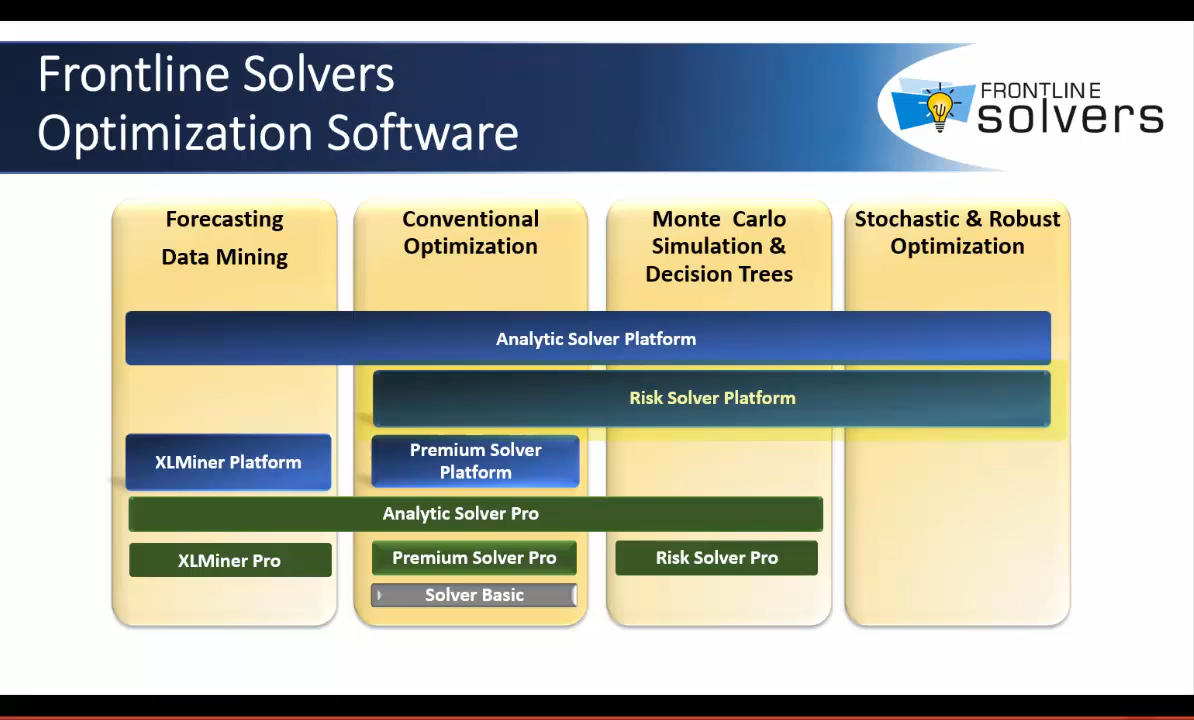 Frontline Solvers
Optimization Software
FRONTLINE
solvers
Forecasting
Data Mining
Conventional
Optimization
Monte Carlo
Simulation &
Decision Trees
Stochastic & Robust
Optimization
Analytic Solver Platform
Risk Solver Platform
XLMiner Platform
Premium Solver
Platform
Analytic Solver Pro
XLMiner Pro
Premium Solver Pro
Risk Solver Pro
Solver Basic